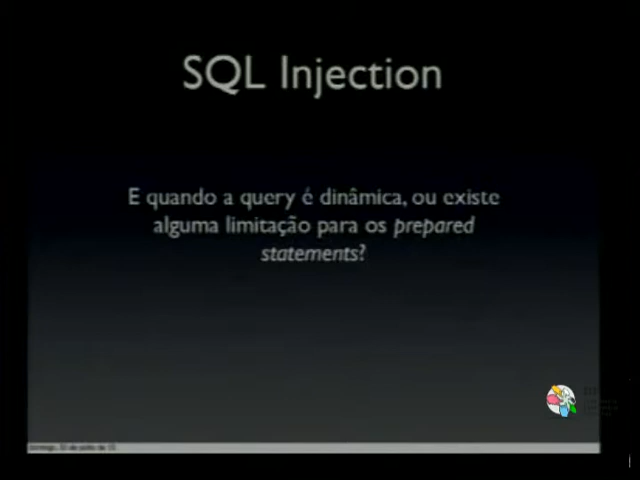 SQL Injection
E quando a query é dinâmica, ou existe
alguma limitação para os prepared
statements?